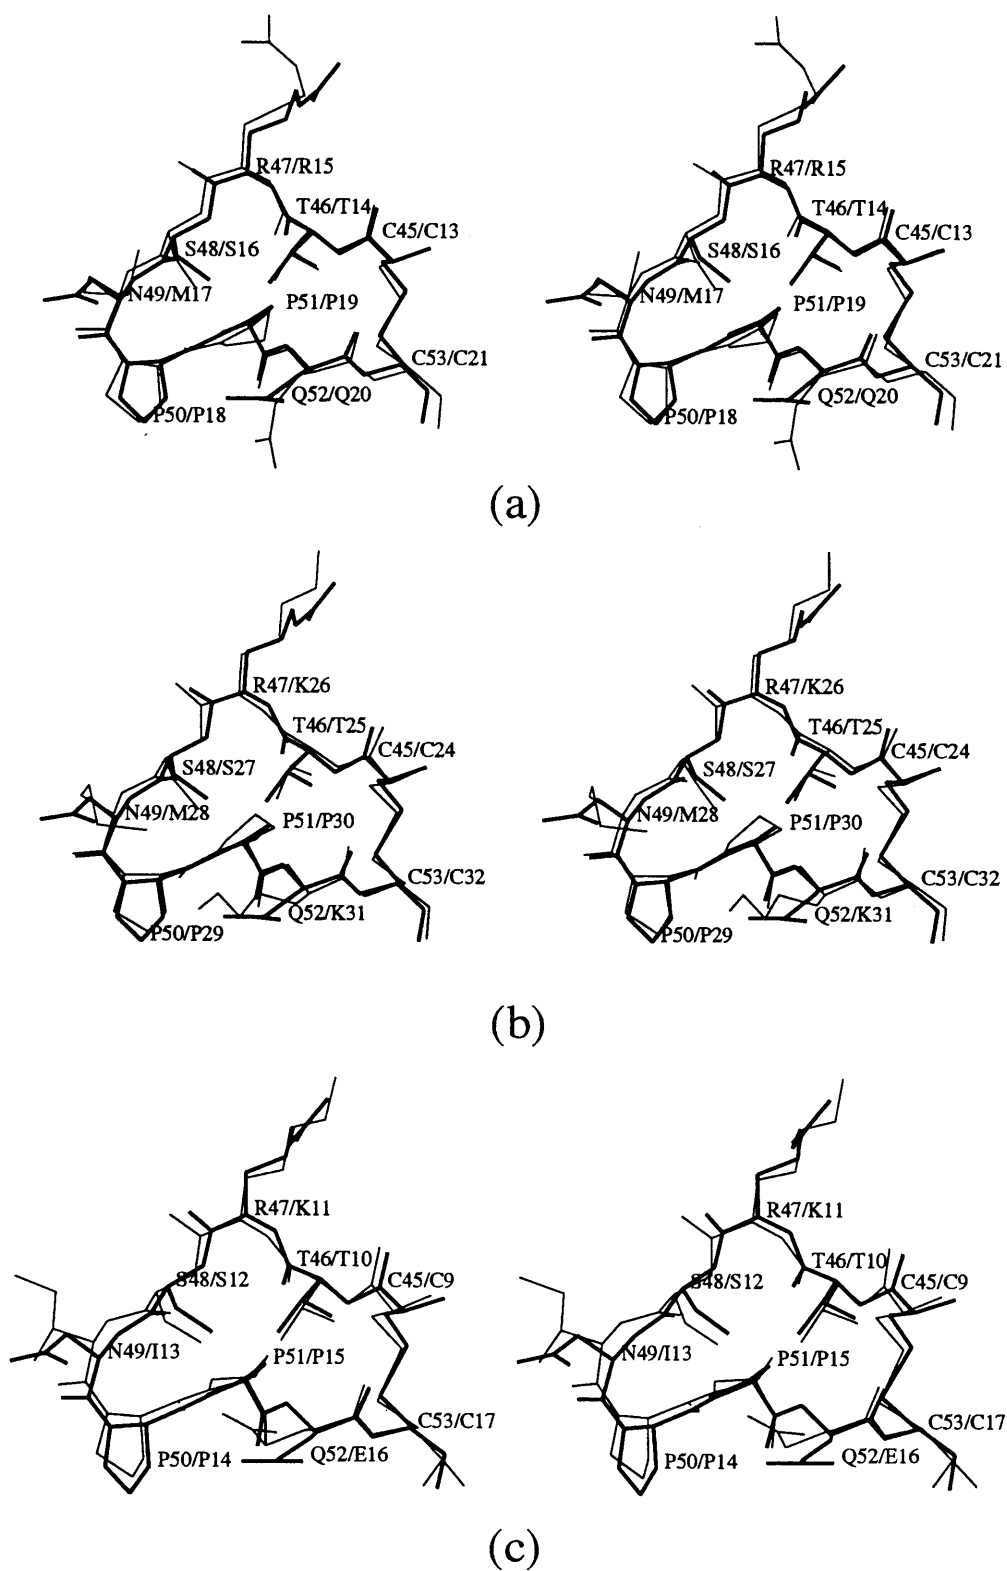 R47/R15 R47/R15
T46/T14 T46/T14
C45/C13 C45/C13
S48/S16 S48/S16
N49/M17 P51/P19 N49/M17 P51/P19
C53/C21 C53/C21
Q52/Q20 Q52/Q20
P50/P18 P50/P18
(a)
R47/K26 R47/K26
T46/T25 T46/T25
C45/C24 C45/C24
S48/S27 S48/S27
N49/M28 P51/P30 N49/M28 P51/P30
C53/C32 C53/C32
Q52/K31 Q52/K31
P50/P29 P50/P29
(b)
R47/K11 R47/K11
T46/T10 T46/T10
S48/S12 C45/C9 S48/S12 C45/C9
N49/I13 P51/P15 N49/I13 P51/P15
C53/C17 C53/C17
P50/P14 Q52/E16 P50/P14 Q52/E16
(c)